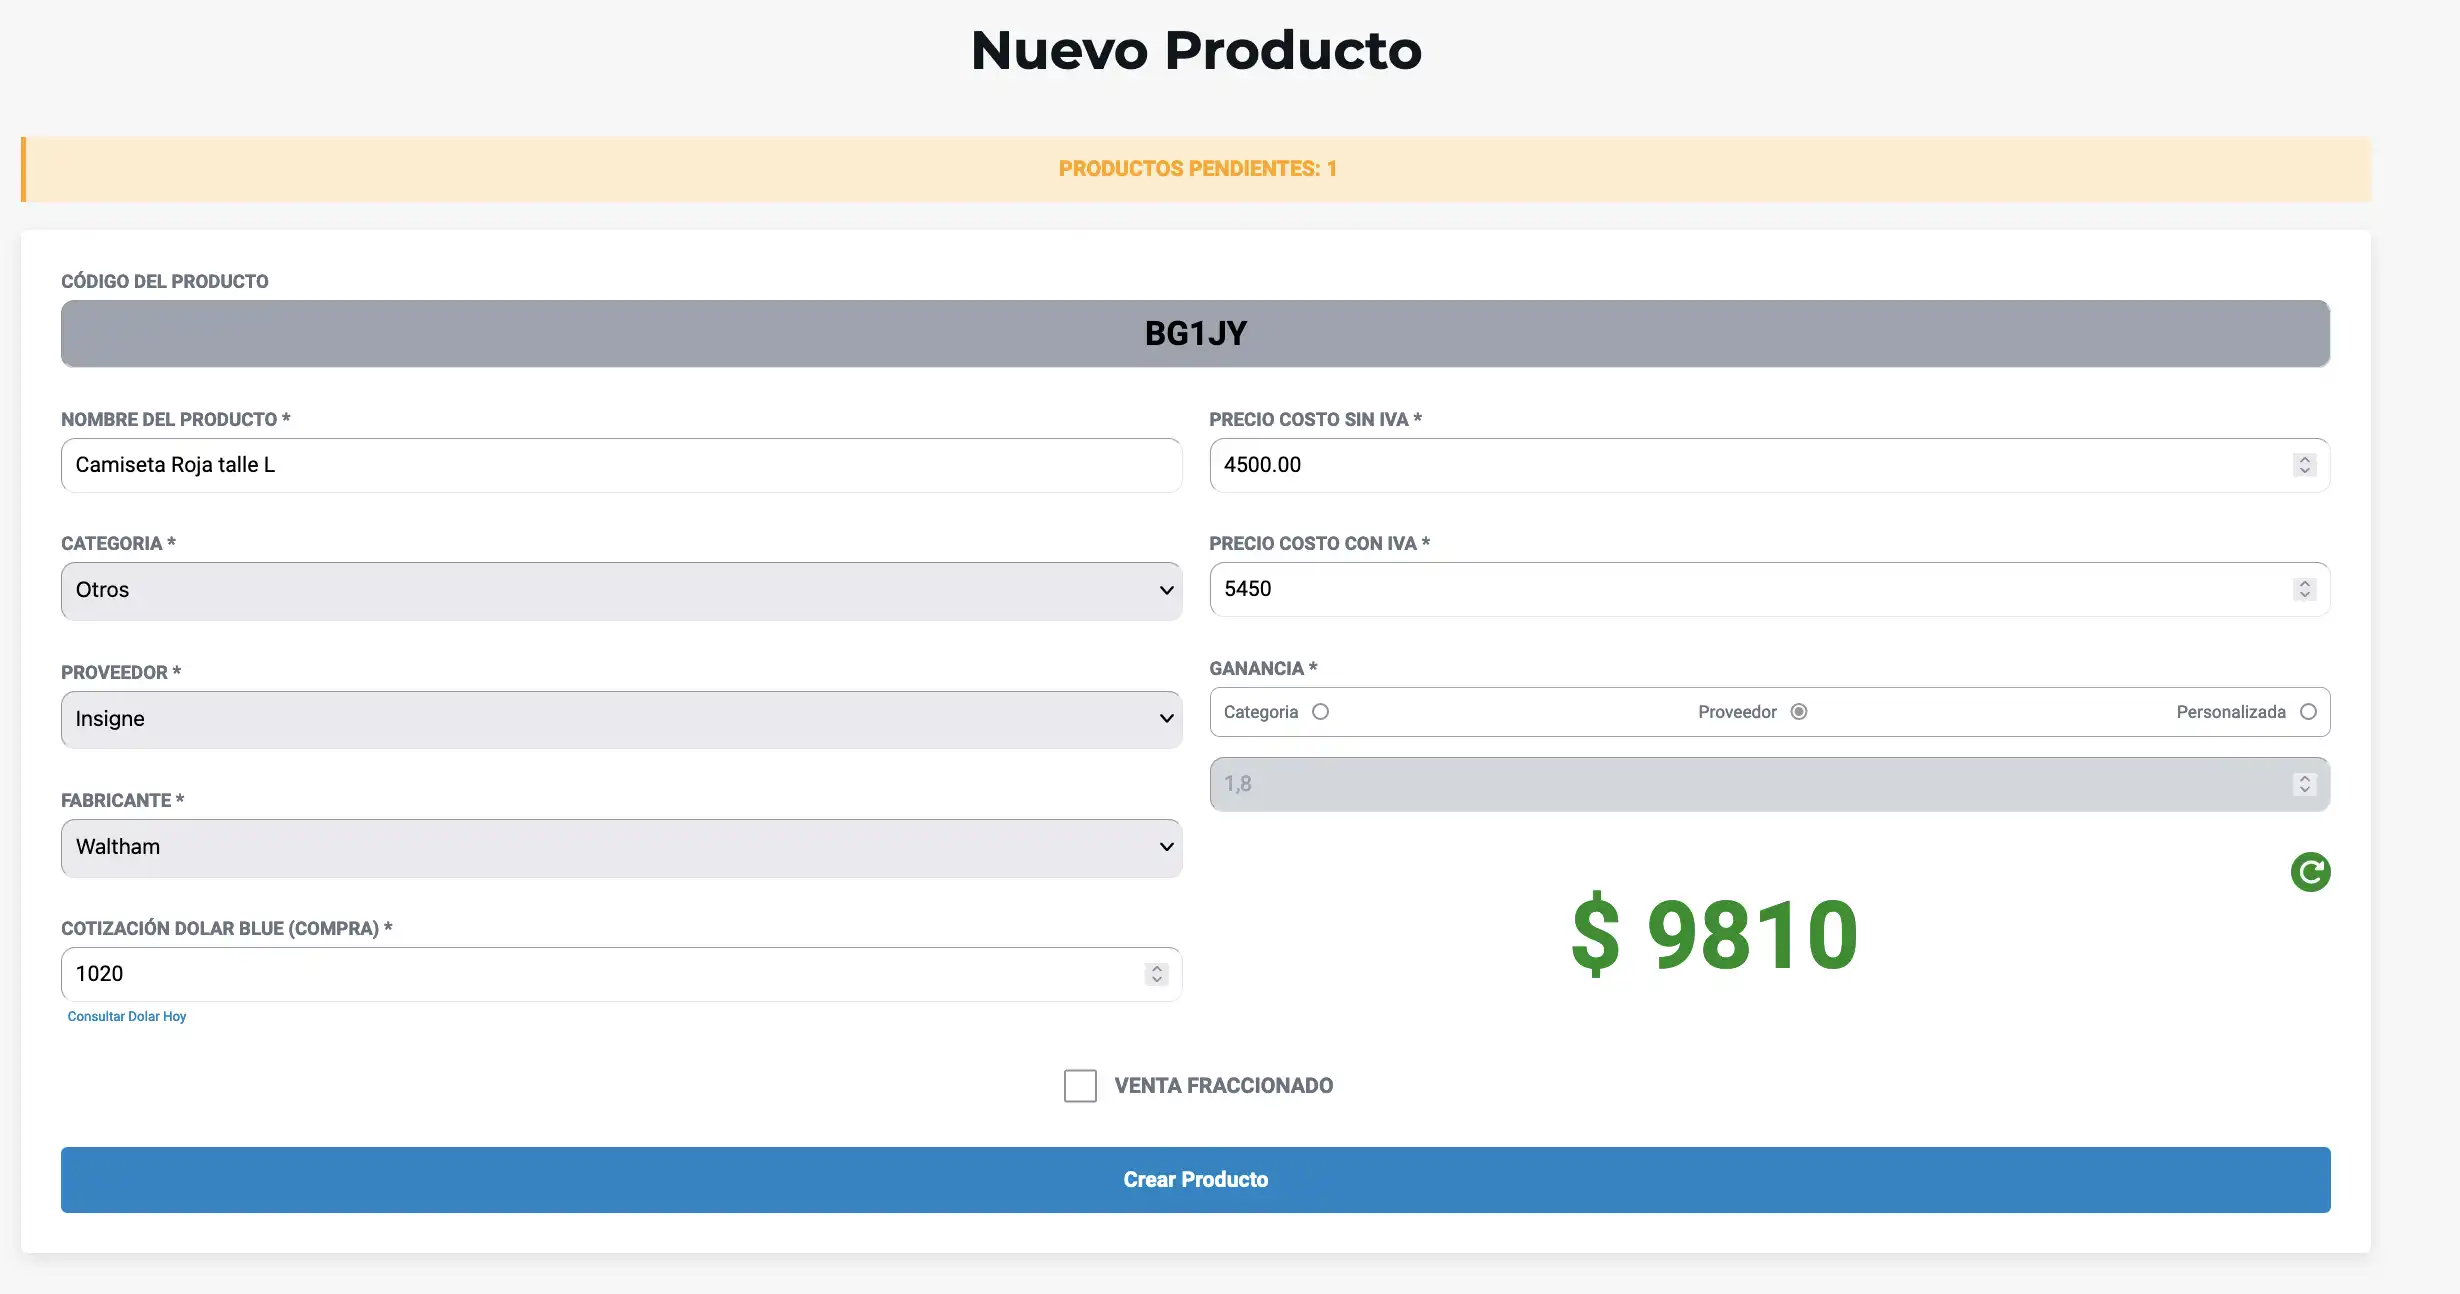 Nuevo Producto
PRODUCTOS PENDIENTES: 1
CÓDIGO DEL PRODUCTO
BG1JY
NOMBRE DEL PRODUCTO *
Camiseta Roja talle L
CATEGORIA *
Otros
PROVEEDOR *
Insigne
FABRICANTE *
Waltham
COTIZACIÓN DOLAR BLUE (COMPRA) *
1020
Consultar Dolar Hoy
PRECIO COSTO SIN IVA *
4500.00
PRECIO COSTO CON IVA *
5450
GANANCIA *
Categoria Proveedor Personalizada
1,8
$ 9810
VENTA FRACCIONADO
Crear Producto